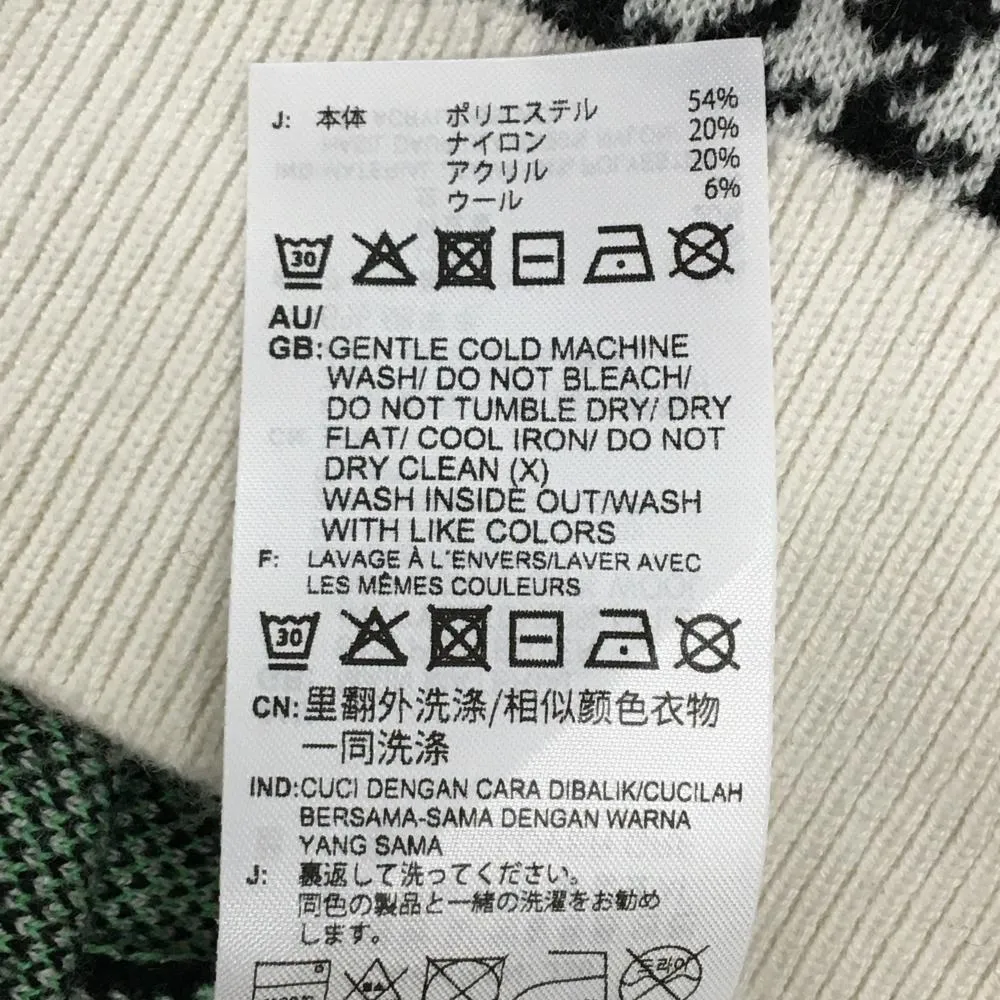 J: 本体 ポリエステル 54%
ナイロン 20%
アクリル 20%
ウール 6%
30
AU/
GB: GENTLE COLD MACHINE
WASH/ DO NOT BLEACH/
DO NOT TUMBLE DRY/ DRY
FLAT/ COOL IRON/ DO NOT
DRY CLEAN (X)
WASH INSIDE OUT/WASH
WITH LIKE COLORS
F: LAVAGE À L'ENVERS/LAVER AVEC
LES MÊMES COULEURS
30
CN:里翻外洗涤/相似颜色衣物
一同洗涤
IND: CUCI DENGAN CARA DIBALIK/CUCILAH
BERSAMA-SAMA DENGAN WARNA
YANG SAMA
J: 裏返して洗ってください。
同色の製品と一緒の洗濯をお勧め
します。
드라이